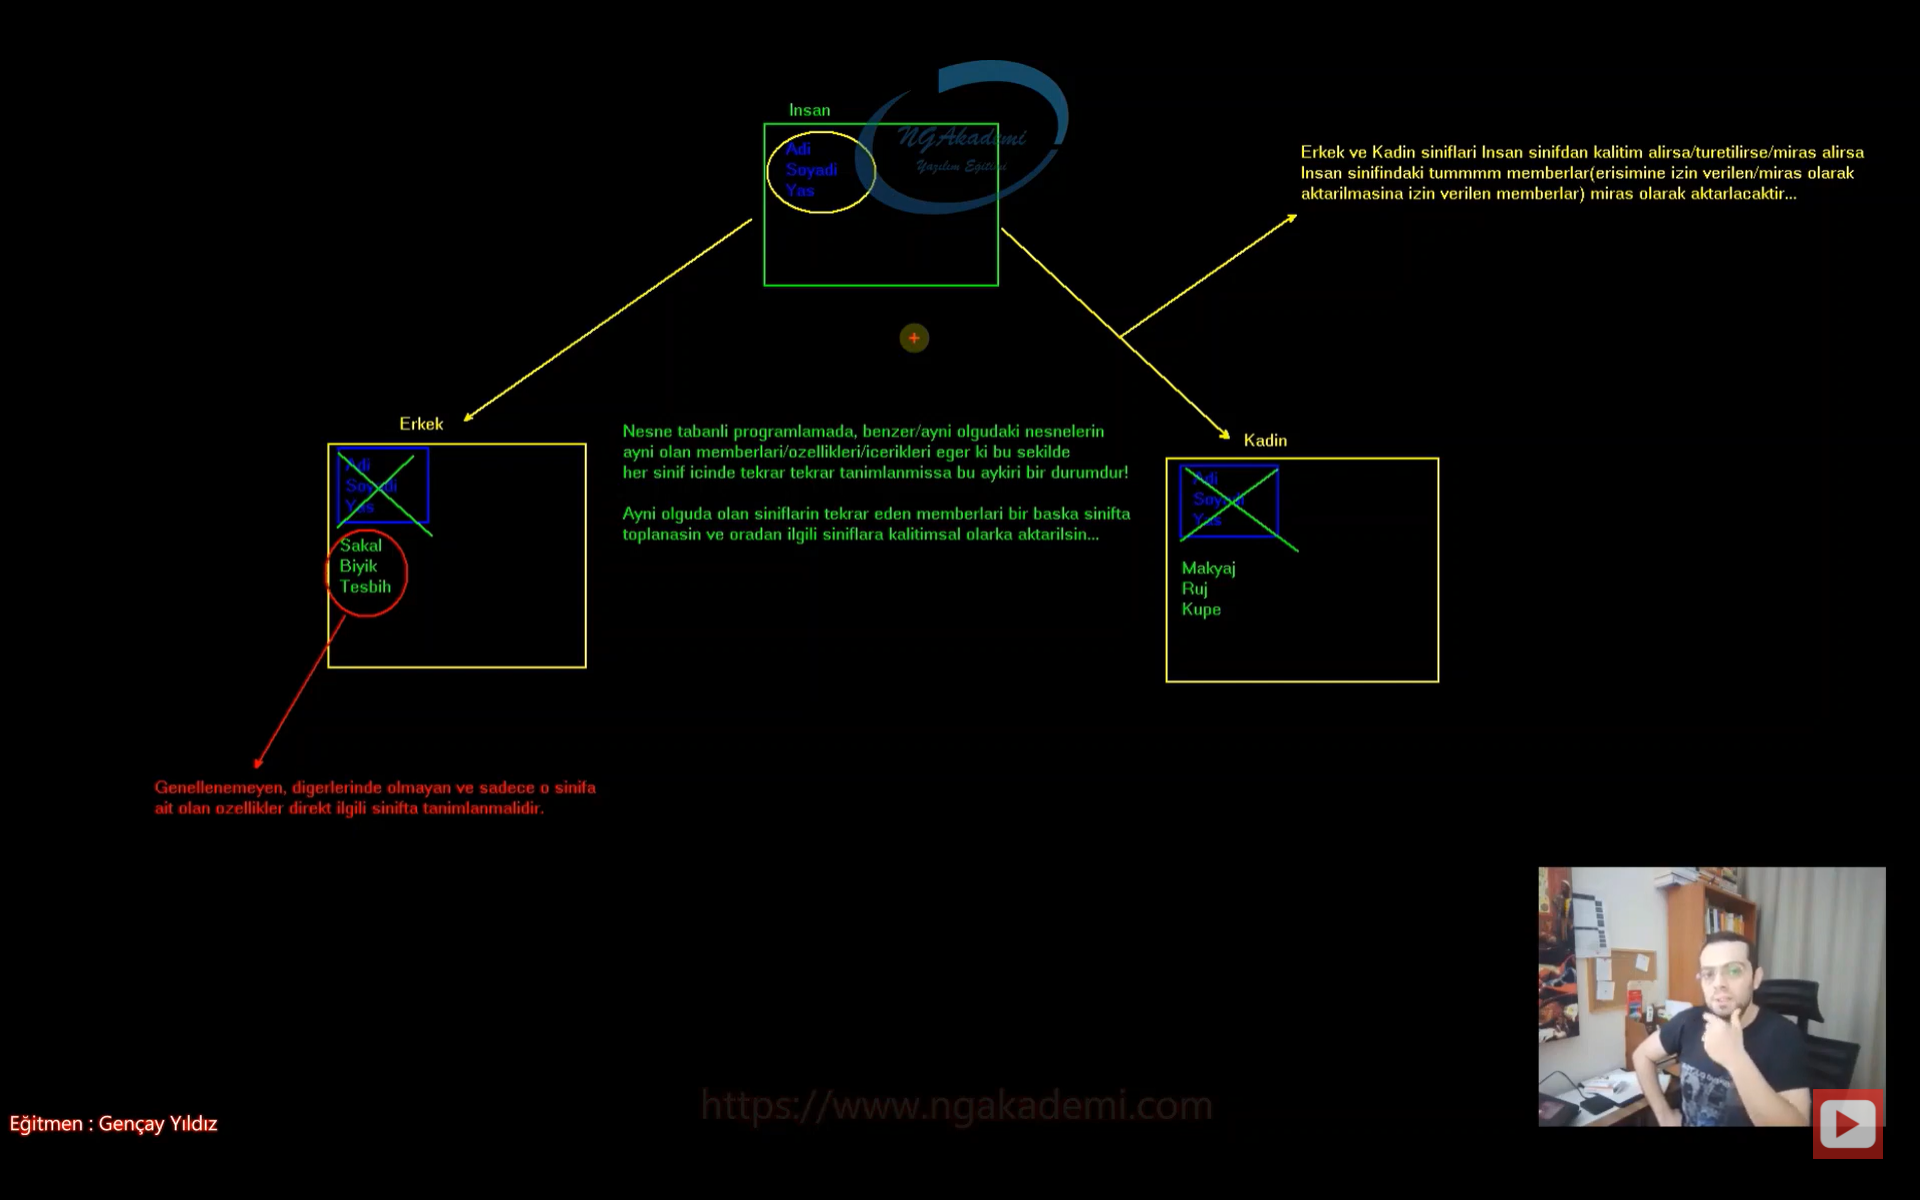 Insan
NGAkademi
Yazılım Eğitimi
Adi
Soyadi
Yas
Erkek ve Kadin siniflari Insan sinifdan kalitim alirsa/turetilirse/miras alirsa
Insan sinifindaki tummmm memberlar(erisimine izin verilen/miras olarak
aktarilmasina izin verilen memberlar) miras olarak aktarlacaktir...
Erkek
Adi
Soyadi
Yas
Sakal
Biyik
Tesbih
Nesne tabanli programlamada, benzer/ayni olgudaki nesnelerin
ayni olan memberlari/ozellikleri/icerikleri eger ki bu sekilde
her sinif icinde tekrar tekrar tanimlanmissa bu aykiri bir durumdur!
Ayni olguda olan siniflarin tekrar eden memberlari bir baska sinifta
toplanasin ve oradan ilgili siniflara kalitimsal olarka aktarilsin...
Kadin
Adi
Soyadi
Yas
Makyaj
Ruj
Kupe
Genellenemeyen, digerlerinde olmayan ve sadece o sinifa
ait olan ozellikler direkt ilgili sinifta tanimlanmalidir.
https://www.ngakademi.com
Eğitmen : Gençay Yıldız